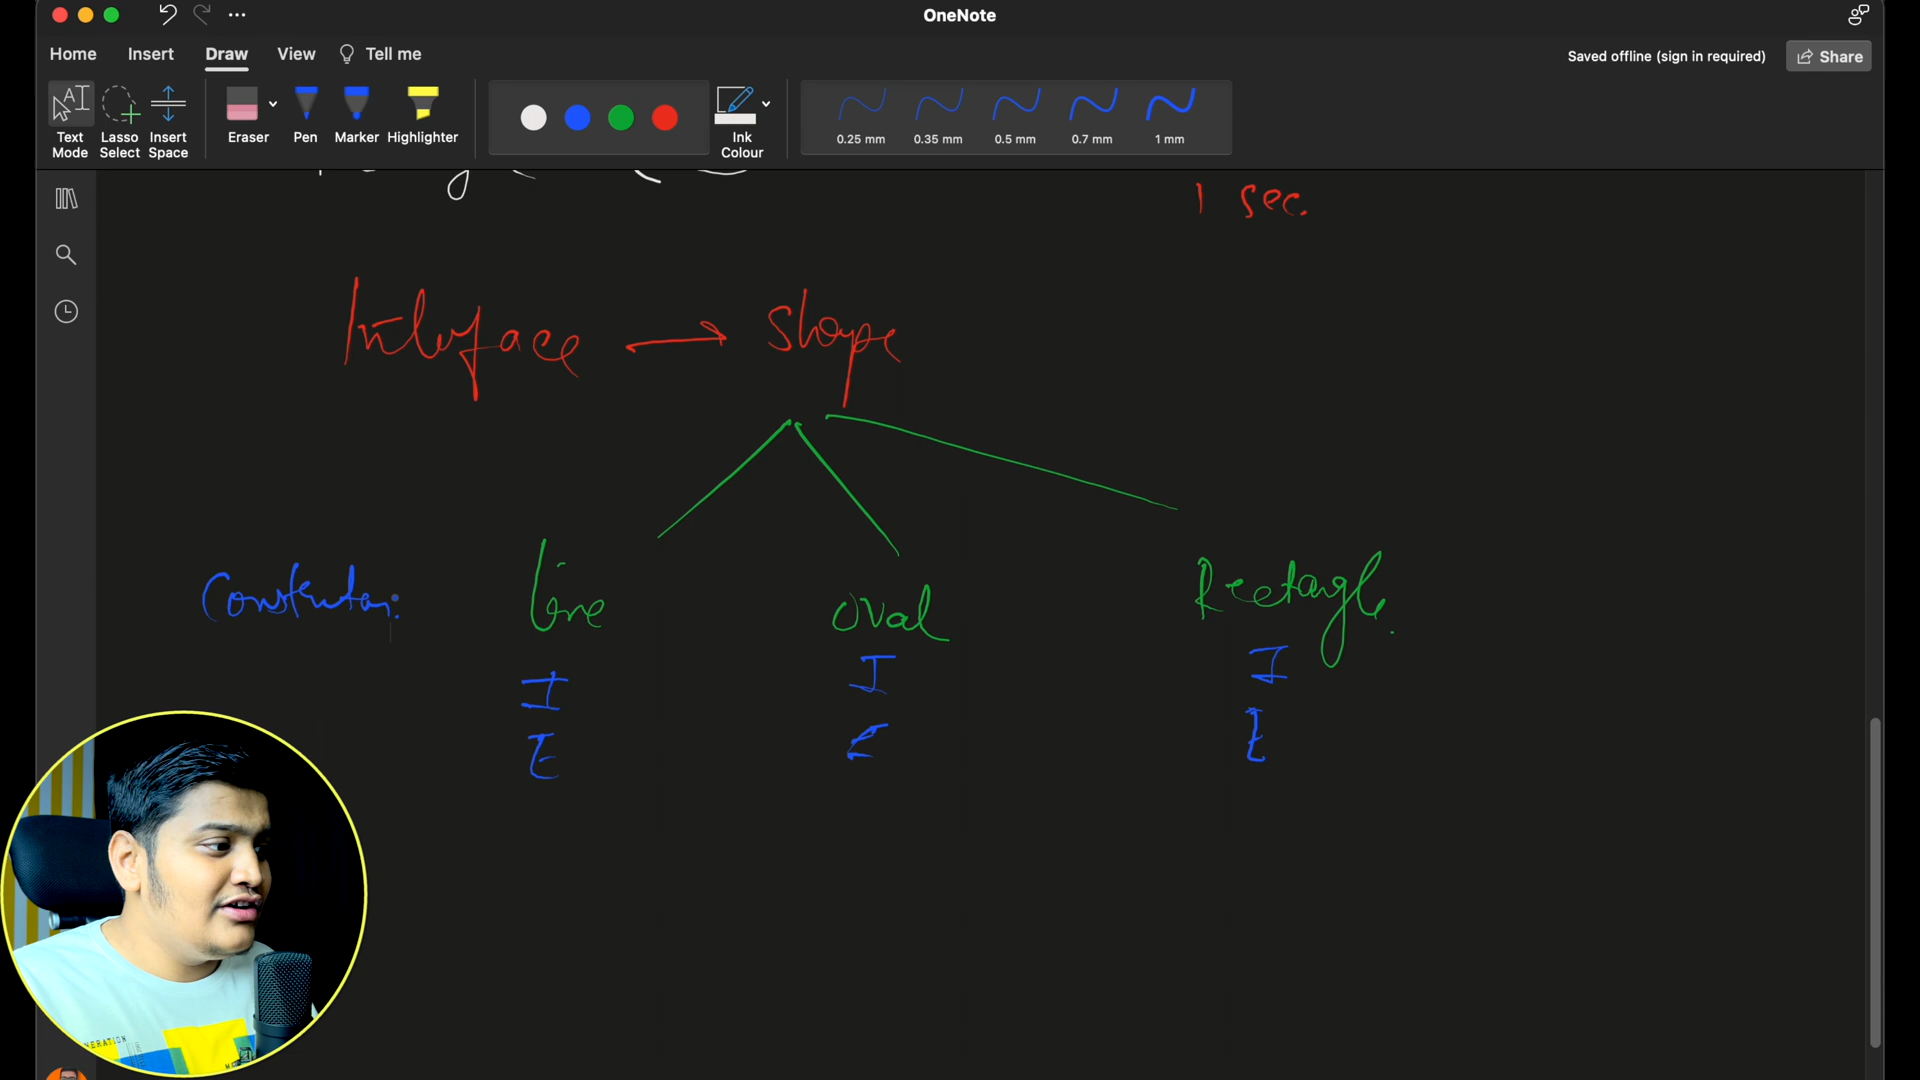 OneNote
Home Insert Draw View Tell me
Saved offline (sign in required) Share
Text Mode
Lasso Select
Insert Space
Eraser
Pen
Marker
Highlighter
Ink Colour
0.25 mm
0.35 mm
0.5 mm
0.7 mm
1 mm
1 sec.
Interface → Shape
line oval Rectangle.
I I I
E E E